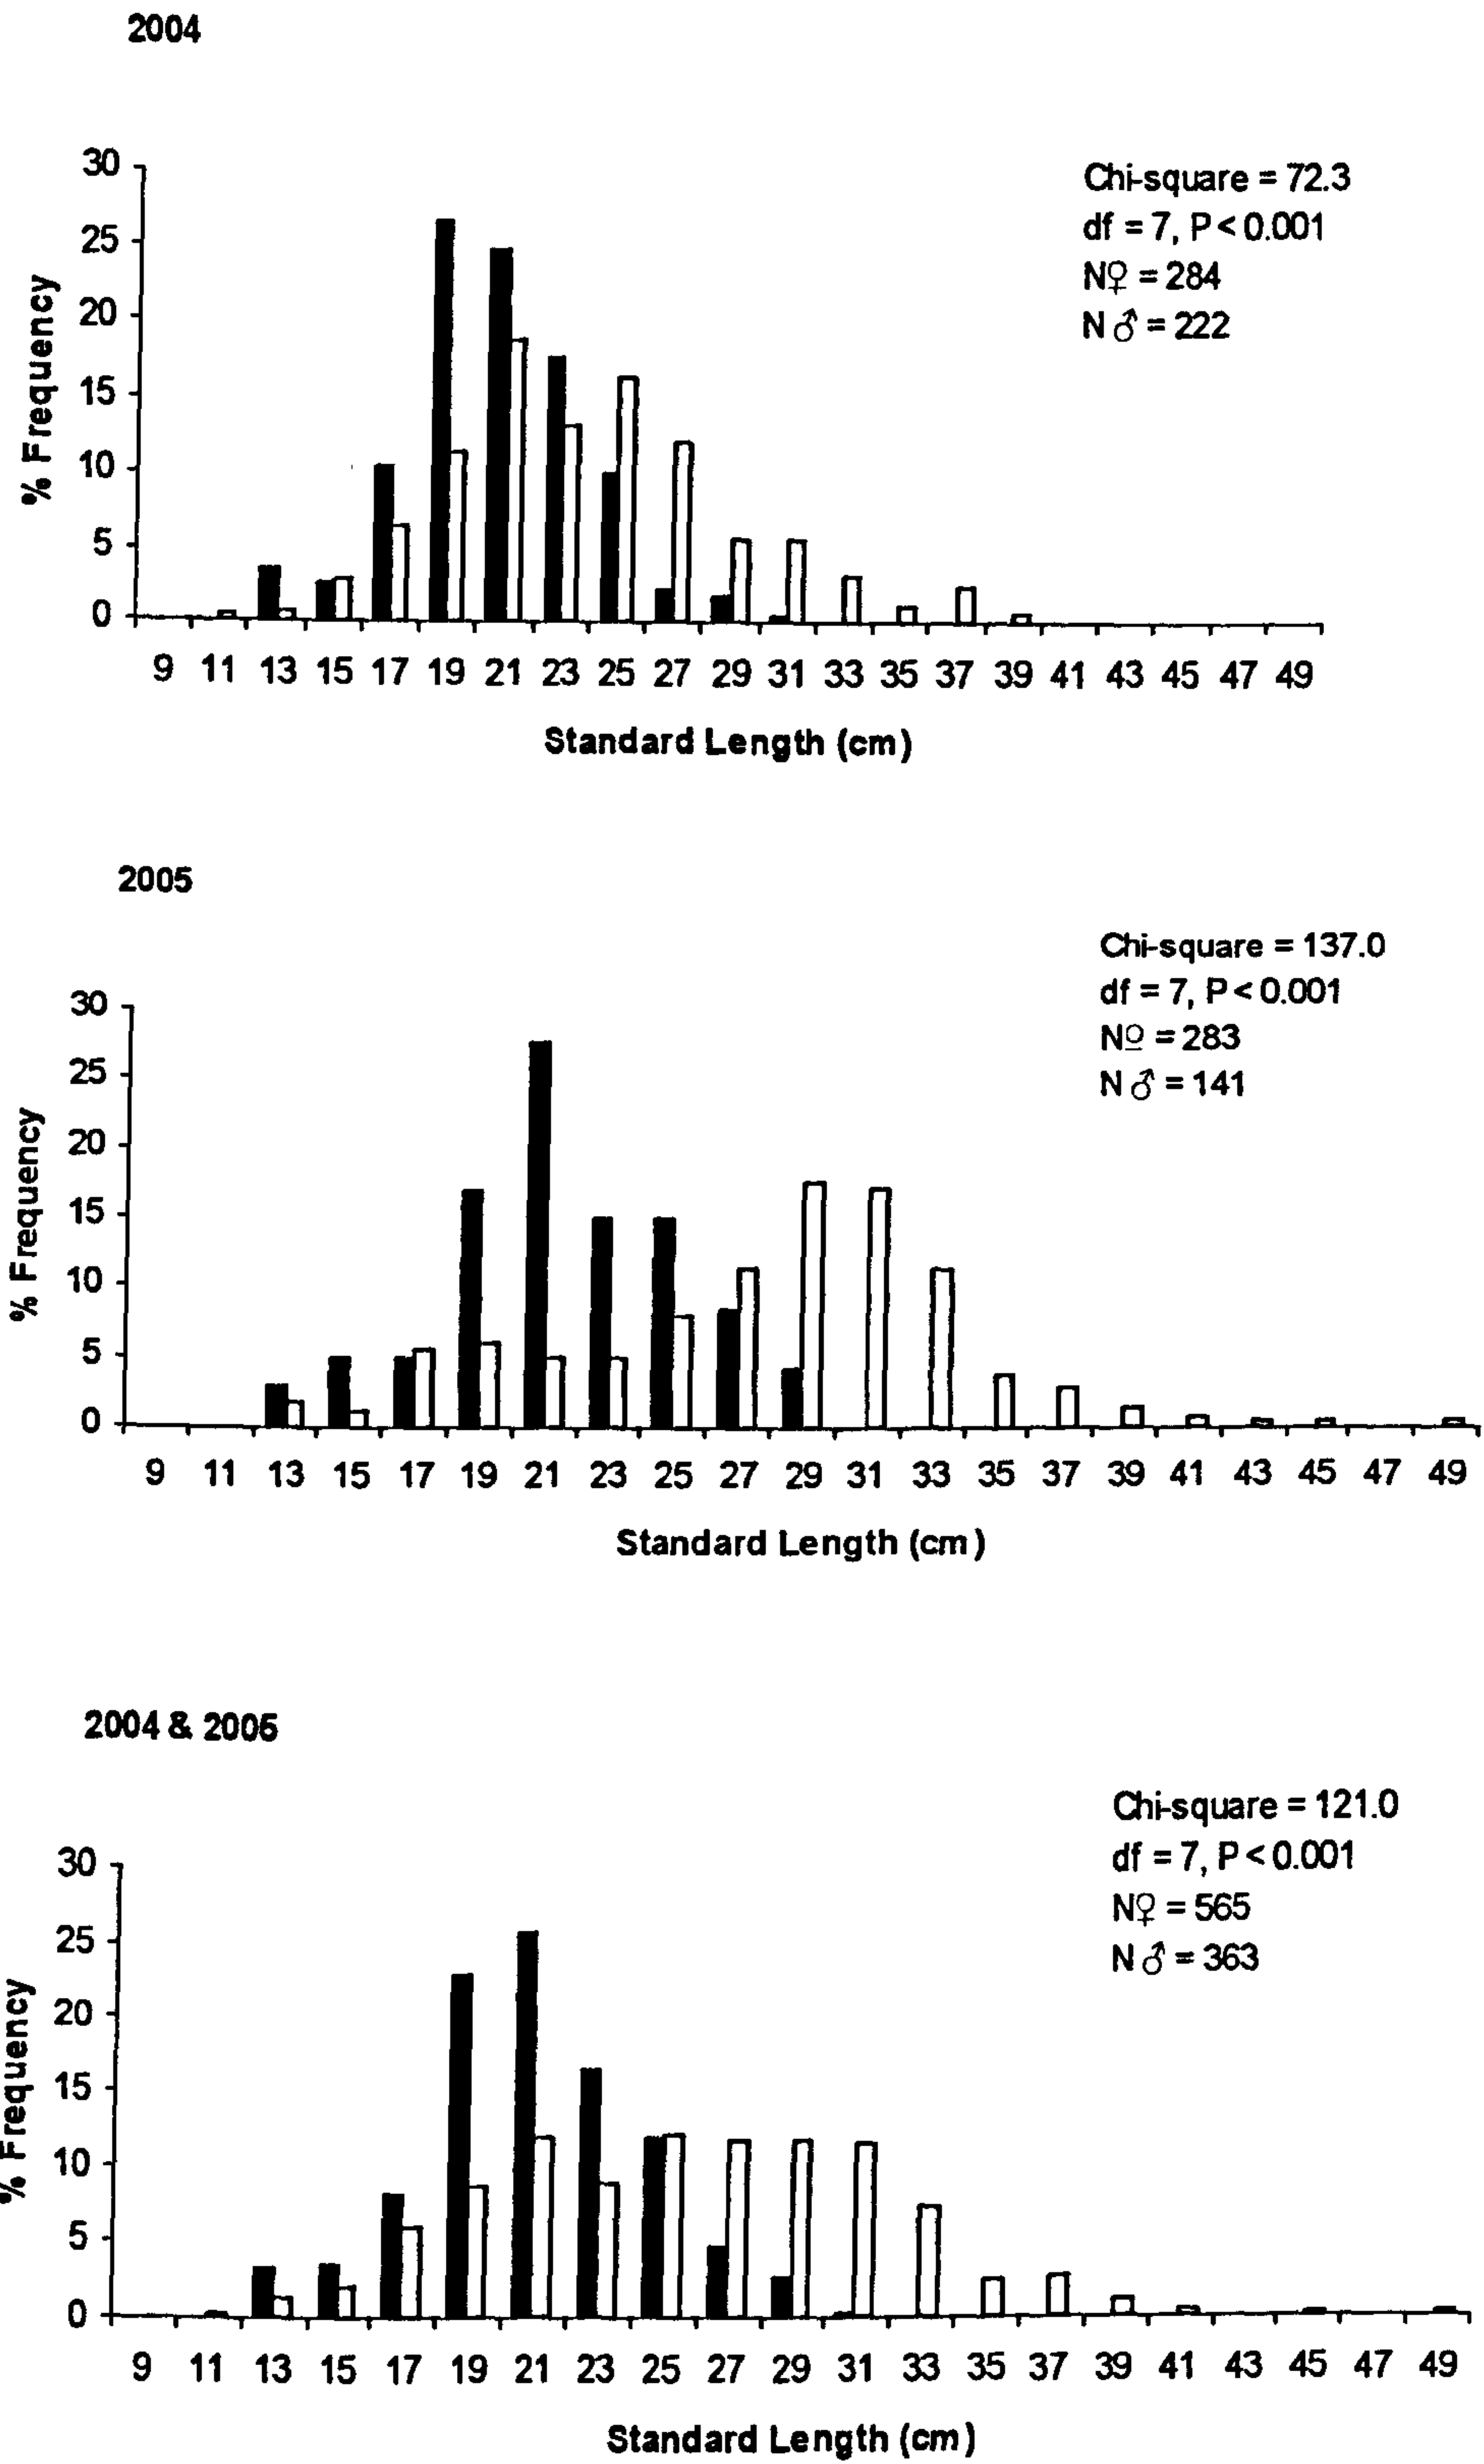 2004
Chi-square = 72.3
df = 7, P < 0.001
N♀ = 284
N ♂ = 222
% Frequency
30
25
20
15
10
5
0
9 11 13 15 17 19 21 23 25 27 29 31 33 35 37 39 41 43 45 47 49
Standard Length (cm)
2005
Chi-square = 137.0
df = 7, P < 0.001
N♀ = 283
N ♂ = 141
% Frequency
30
25
20
15
10
5
0
9 11 13 15 17 19 21 23 25 27 29 31 33 35 37 39 41 43 45 47 49
Standard Length (cm)
2004 & 2005
Chi-square = 121.0
df = 7, P < 0.001
N♀ = 565
N ♂ = 363
% Frequency
30
25
20
15
10
5
0
9 11 13 15 17 19 21 23 25 27 29 31 33 35 37 39 41 43 45 47 49
Standard Length (cm)